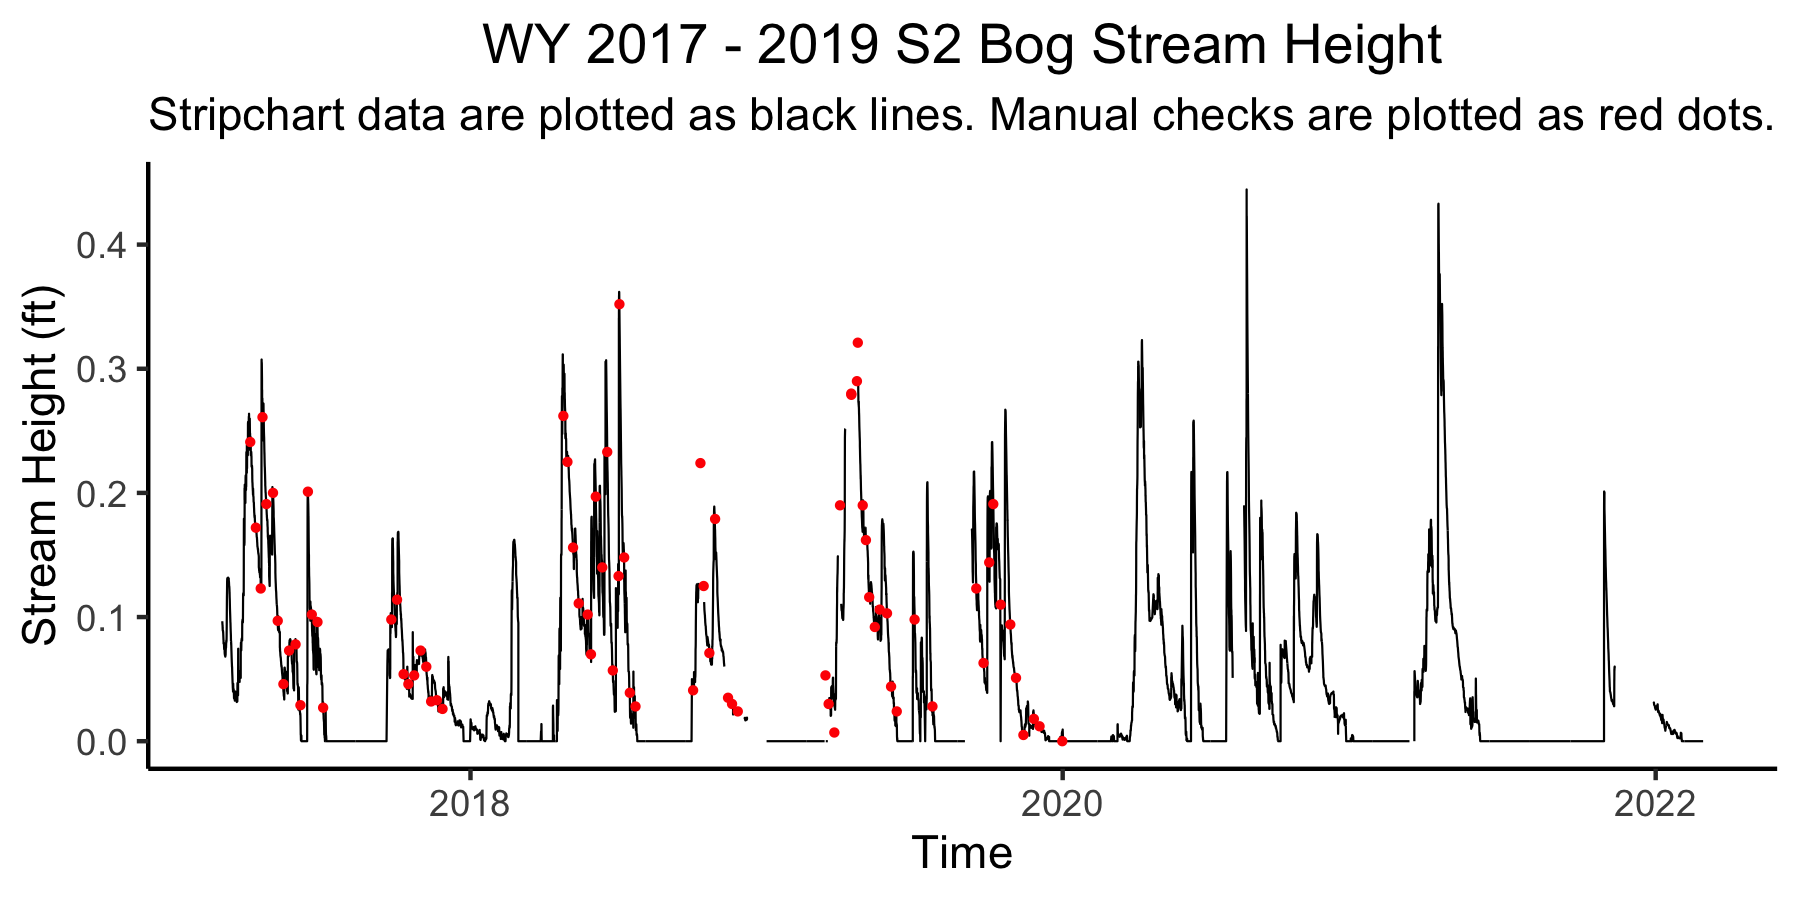 WY 2017 - 2019 S2 Bog Stream Height
Stripchart data are plotted as black lines. Manual checks are plotted as red dots.
Stream Height (ft)
0.4
0.3
0.2
0.1
0.0
2018
2020
2022
Time